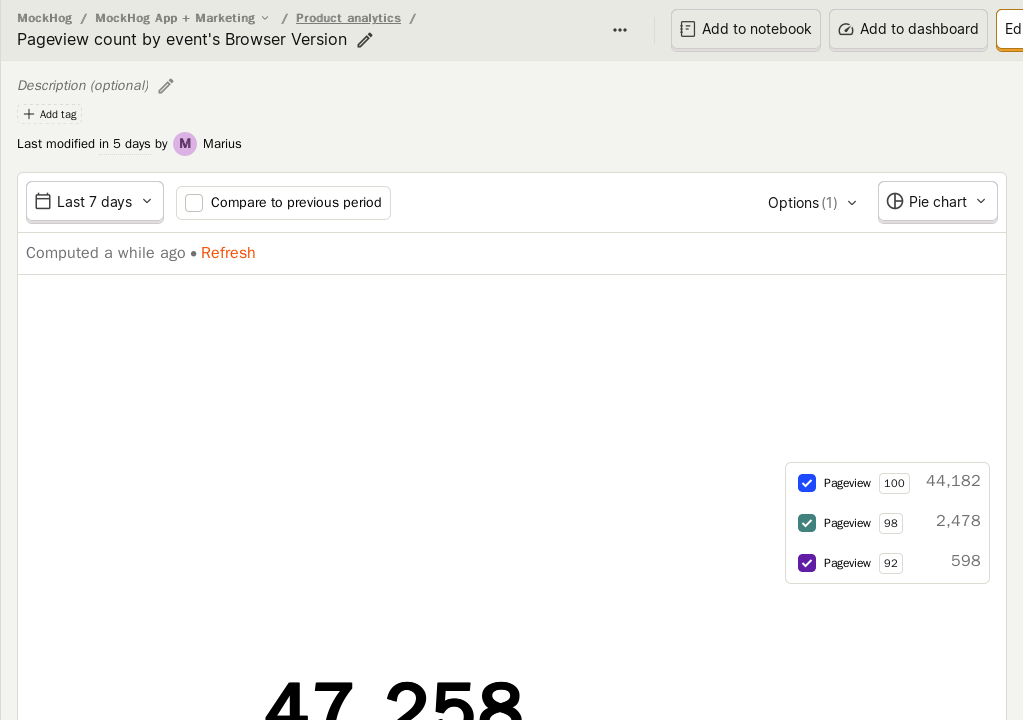 MockHog / MockHog App + Marketing / Product analytics /
Pageview count by event's Browser Version
Add to notebook
Add to dashboard
Ed
Description (optional)
Add tag
Last modified in 5 days by M Marius
Last 7 days
Compare to previous period
Options (1)
Pie chart
Computed a while ago • Refresh
Pageview 100 44,182
Pageview 98 2,478
Pageview 92 598
47,258